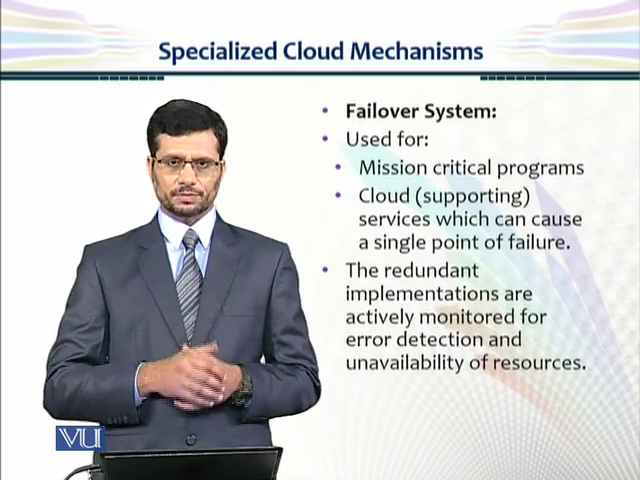 Specialized Cloud Mechanisms
• Failover System:
• Used for:
• Mission critical programs
• Cloud (supporting)
services which can cause
a single point of failure.
• The redundant
implementations are
actively monitored for
error detection and
unavailability of resources.
VU